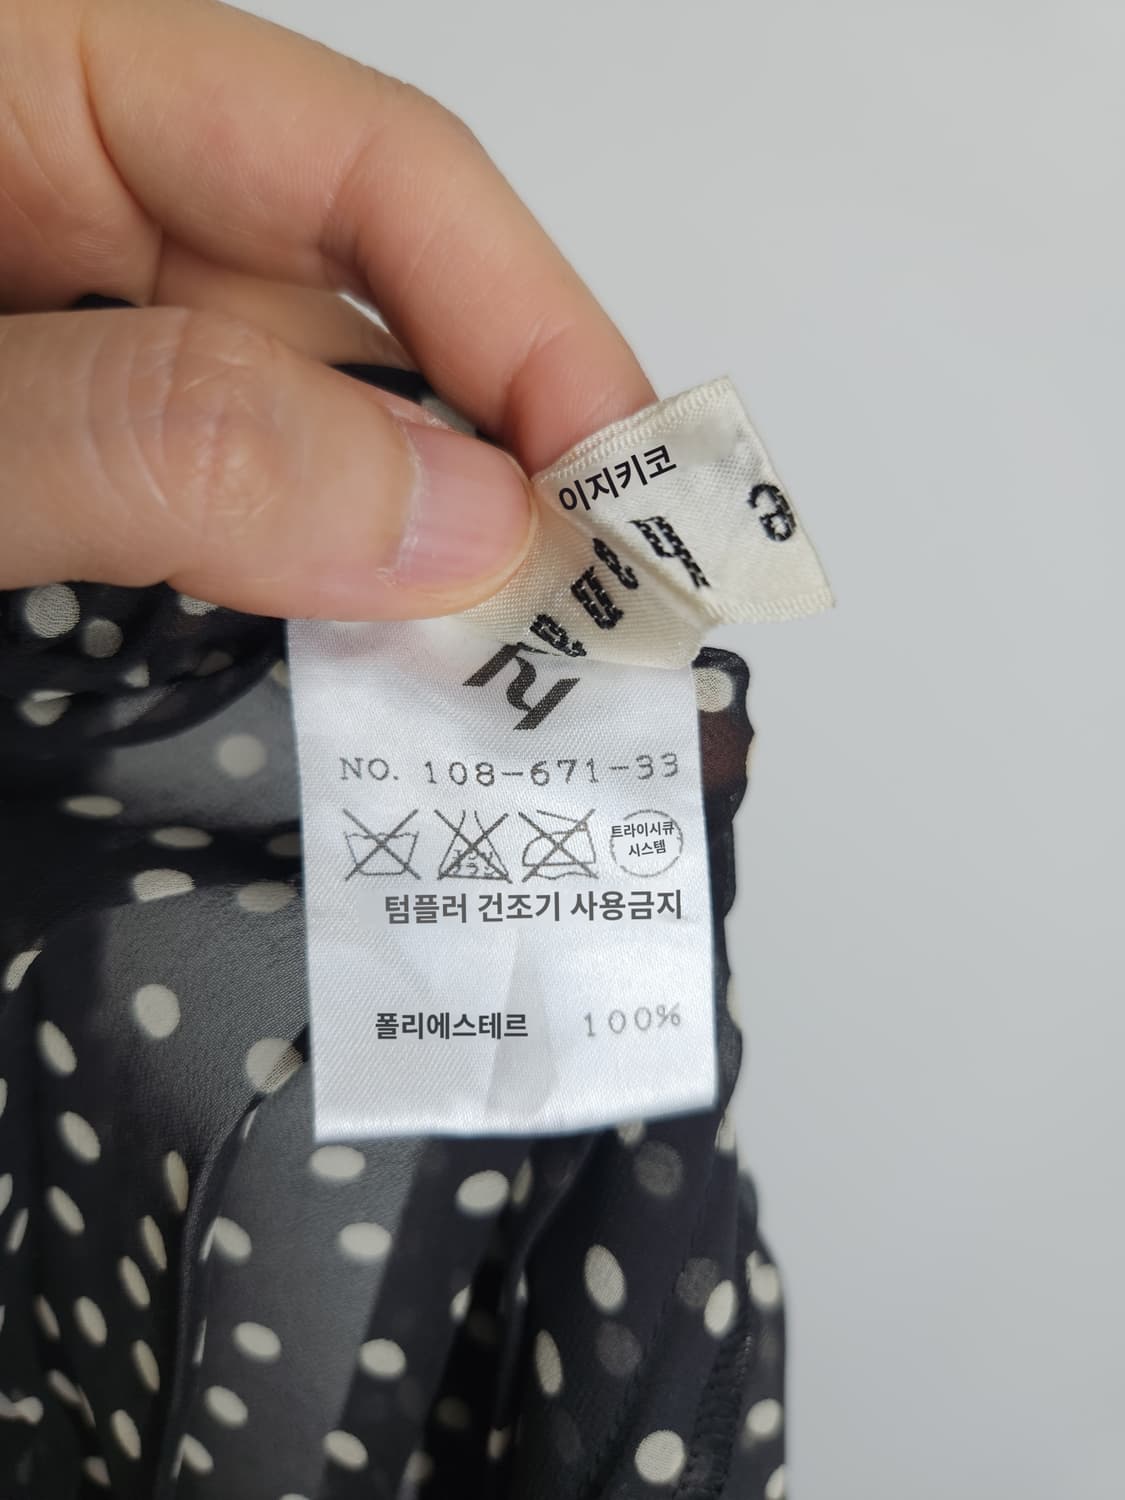 이지키코
NO. 108-671-33
트라이시큐
시스템
텀플러 건조기 사용금지
폴리에스테르 100%